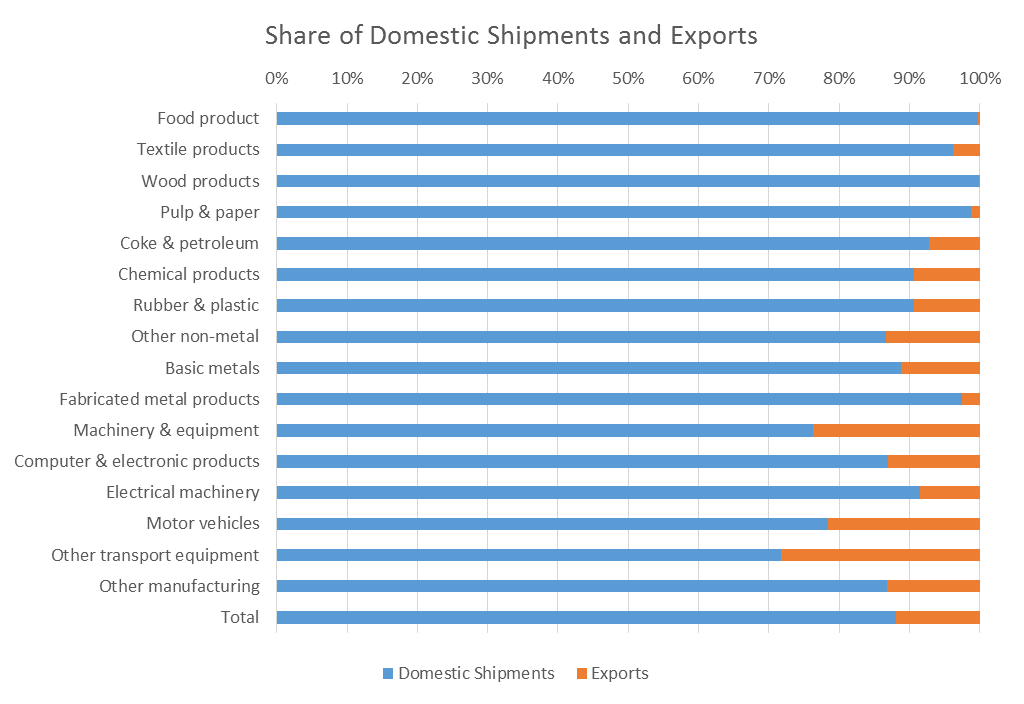 Share of Domestic Shipments and Exports
0% 10% 20% 30% 40% 50% 60% 70% 80% 90% 100%
Food product
Textile products
Wood products
Pulp & paper
Coke & petroleum
Chemical products
Rubber & plastic
Other non-metal
Basic metals
Fabricated metal products
Machinery & equipment
Computer & electronic products
Electrical machinery
Motor vehicles
Other transport equipment
Other manufacturing
Total
Domestic Shipments Exports